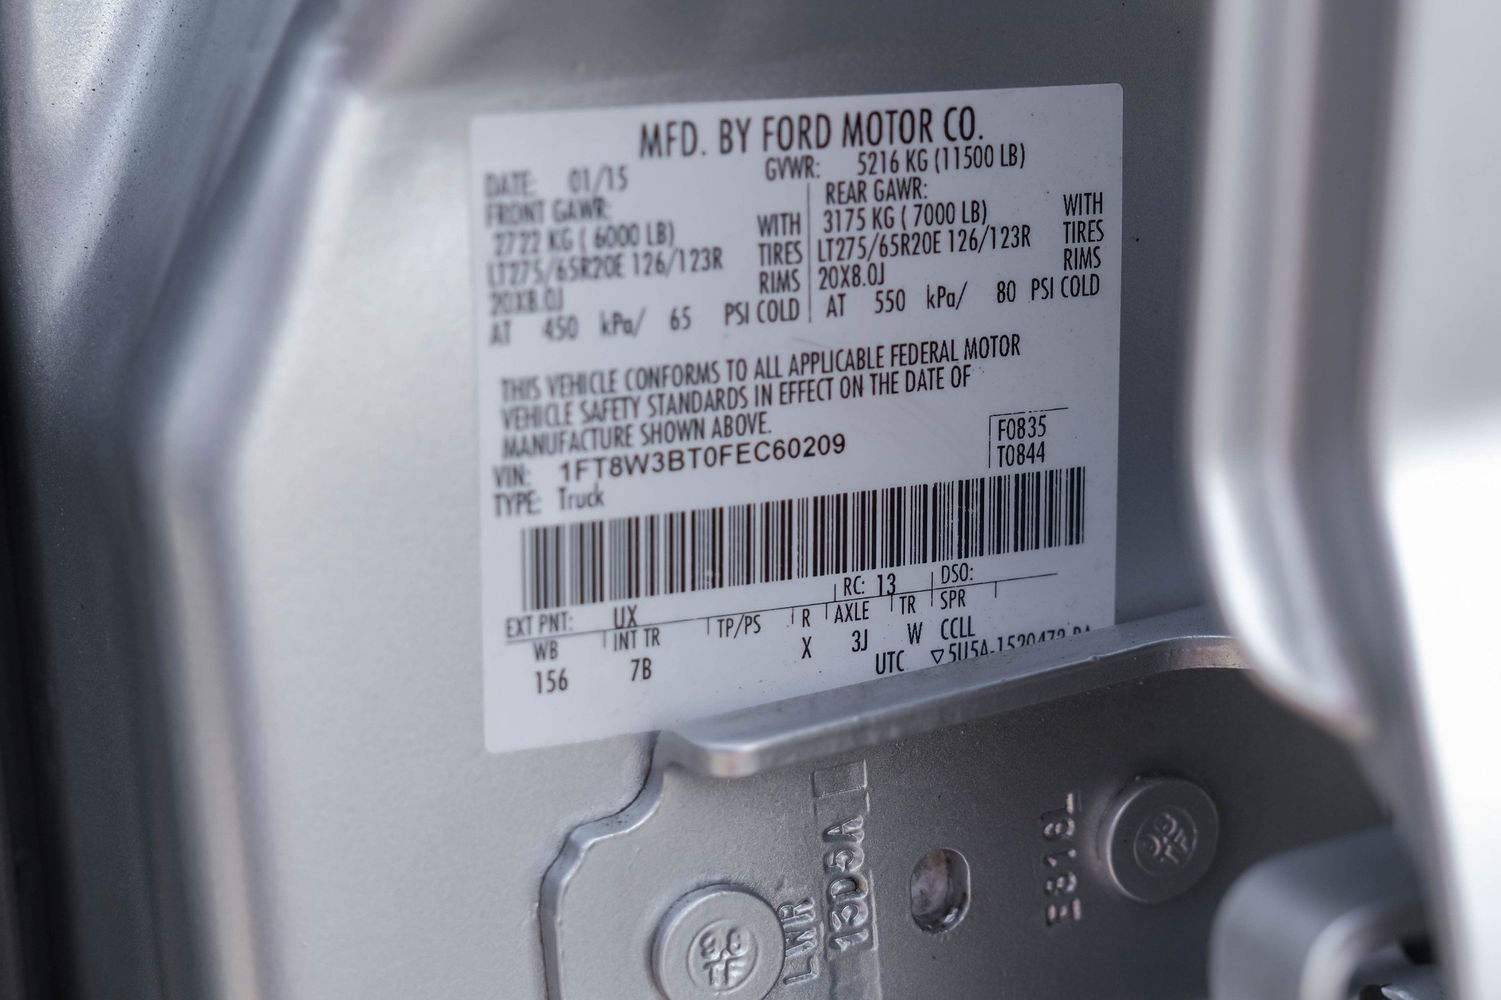 MFD. BY FORD MOTOR CO.
DATE: 01/15
GVWR: 5216 KG (11500 LB)
FRONT GAWR:
2722 KG ( 6000 LB) WITH
LT275/65R20E 126/123R TIRES
20X8.0J RIMS
AT 450 kPa/ 65 PSI COLD
REAR GAWR:
3175 KG ( 7000 LB) WITH
LT275/65R20E 126/123R TIRES
20X8.0J RIMS
AT 550 kPa/ 80 PSI COLD
THIS VEHICLE CONFORMS TO ALL APPLICABLE FEDERAL MOTOR
VEHICLE SAFETY STANDARDS IN EFFECT ON THE DATE OF
MANUFACTURE SHOWN ABOVE.
VIN: 1FT8W3BT0FEC60209
TYPE: Truck
F0835
T0844
EXT PNT: UX RC: 13 DSO:
WB INT TR TP/PS R AXLE TR SPR
156 7B X 3J W CCLL
UTC ▽5U5A-1520472-
LWR
E818L